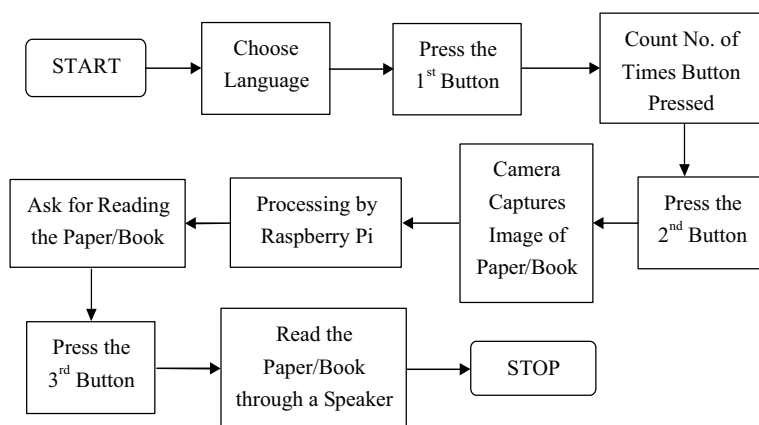 START
Choose
Language
Press the
1st Button
Count No. of
Times Button
Pressed
Press the
2nd Button
Camera
Captures
Image of
Paper/Book
Processing by
Raspberry Pi
Ask for Reading
the Paper/Book
Press the
3rd Button
Read the
Paper/Book
through a Speaker
STOP